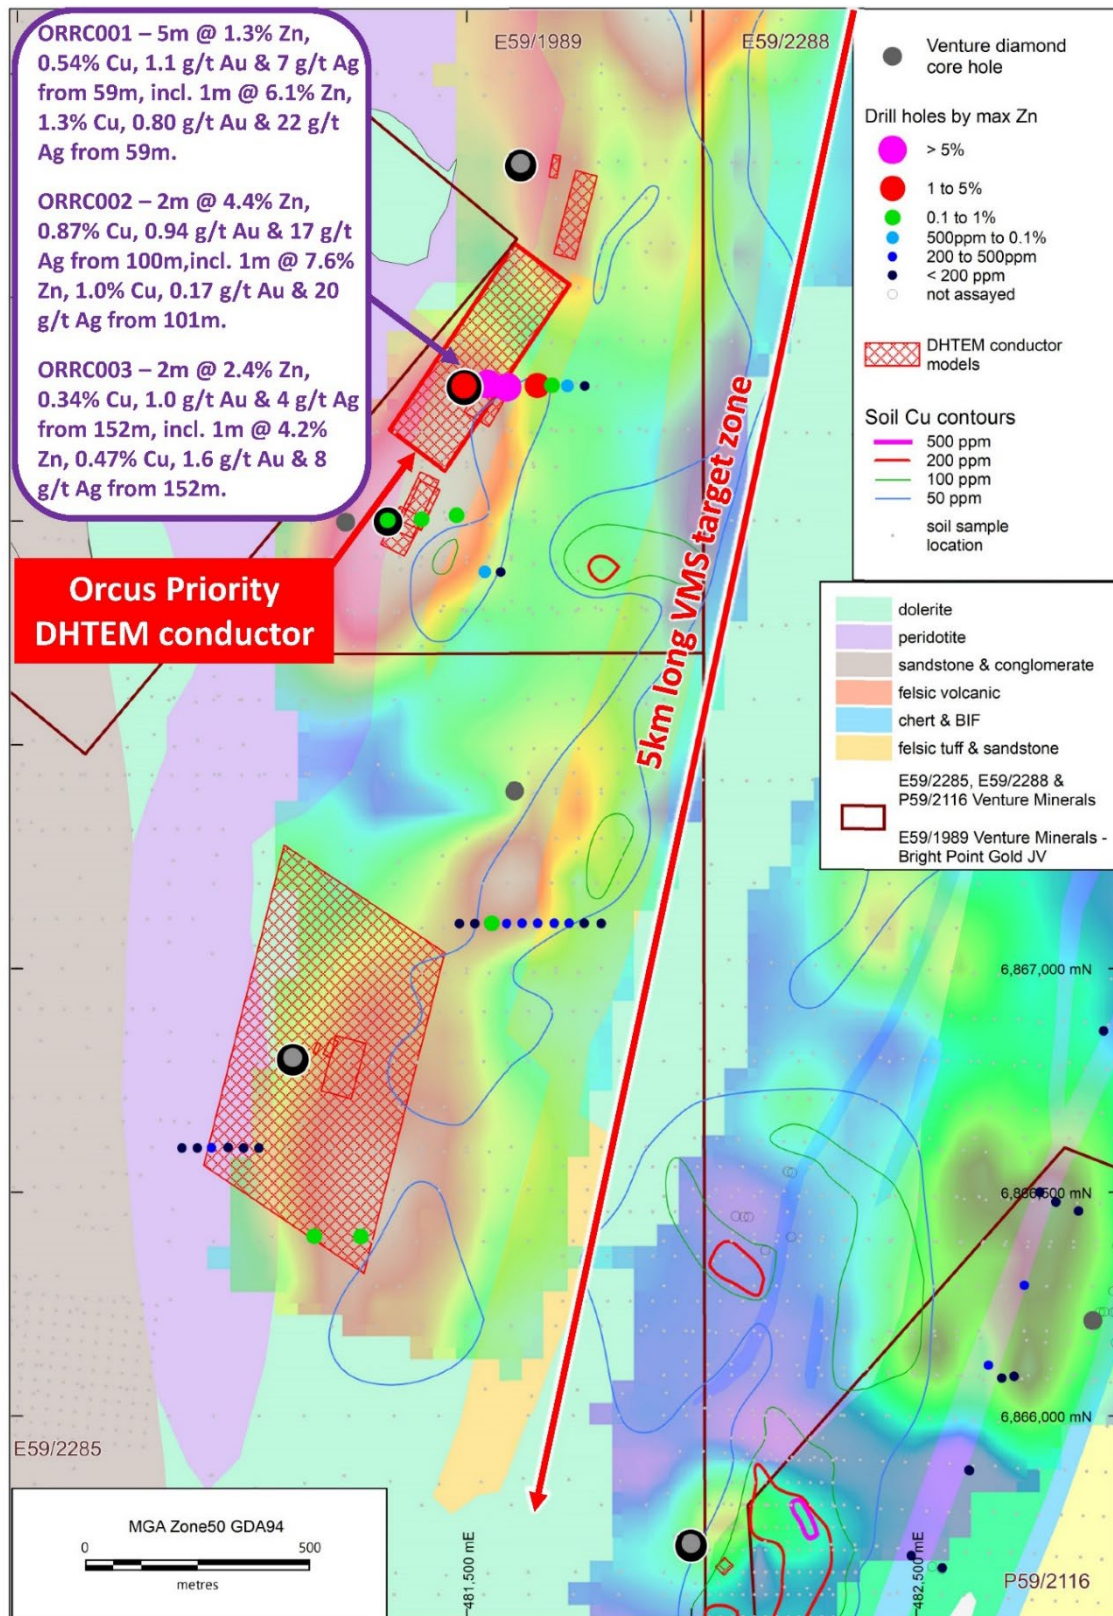 ORRC001 – 5m @ 1.3% Zn,
0.54% Cu, 1.1 g/t Au & 7 g/t Ag
from 59m, incl. 1m @ 6.1% Zn,
1.3% Cu, 0.80 g/t Au & 22 g/t
Ag from 59m.
ORRC002 – 2m @ 4.4% Zn,
0.87% Cu, 0.94 g/t Au & 17 g/t
Ag from 100m,incl. 1m @ 7.6%
Zn, 1.0% Cu, 0.17 g/t Au & 20
g/t Ag from 101m.
ORRC003 – 2m @ 2.4% Zn,
0.34% Cu, 1.0 g/t Au & 4 g/t Ag
from 152m, incl. 1m @ 4.2%
Zn, 0.47% Cu, 1.6 g/t Au & 8
g/t Ag from 152m.
E59/1989
E59/2288
Venture diamond
core hole
Drill holes by max Zn
> 5%
1 to 5%
0.1 to 1%
500ppm to 0.1%
200 to 500ppm
< 200 ppm
not assayed
DHTEM conductor
models
Soil Cu contours
500 ppm
200 ppm
100 ppm
50 ppm
soil sample
location
Orcus Priority
DHTEM conductor
5km long VMS target zone
dolerite
peridotite
sandstone & conglomerate
felsic volcanic
chert & BIF
felsic tuff & sandstone
E59/2285, E59/2288 &
P59/2116 Venture Minerals
E59/1989 Venture Minerals -
Bright Point Gold JV
6,867,000 mN
6,866,500 mN
6,866,000 mN
E59/2285
MGA Zone50 GDA94
0 500
metres
481,500 mE
482,500 mE
P59/2116